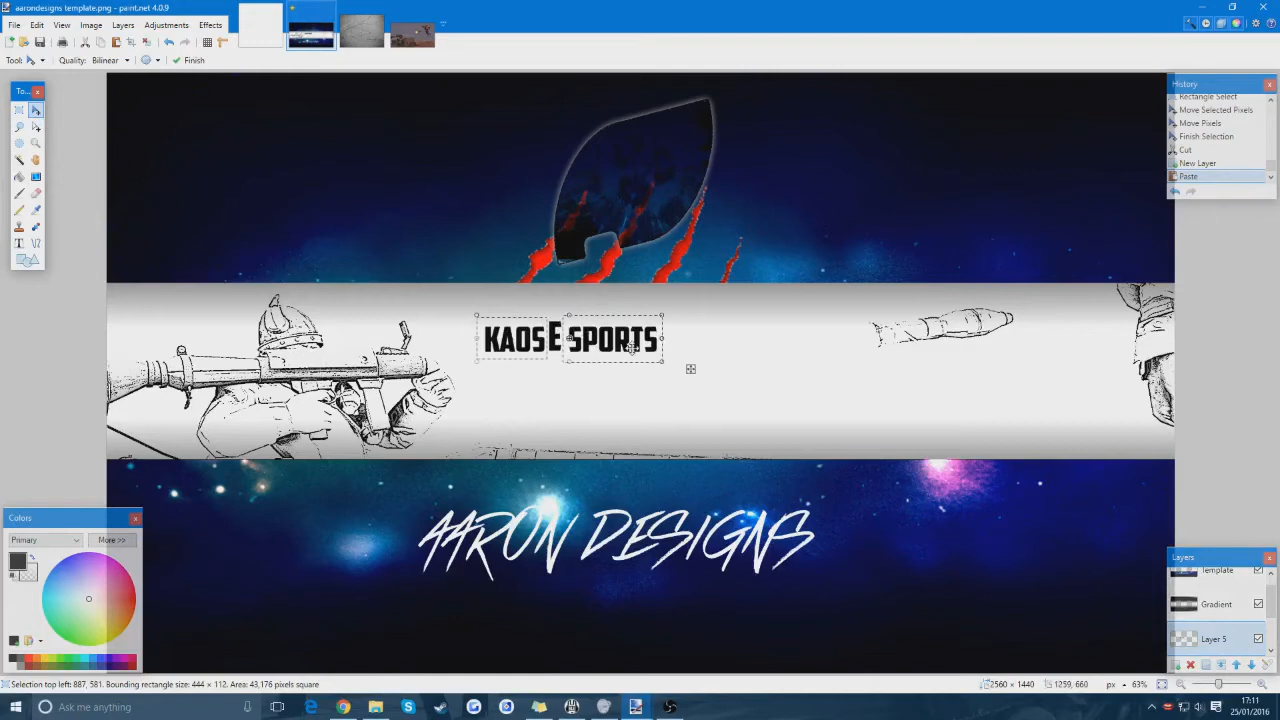 aarondesigns template.png - paint.net 4.0.9
File Edit View Image Layers Adjustments Effects
Tool Quality: Bilinear Finish
To...
History
Rectangle Select
Move Selected Pixels
Move Pixels
Finish Selection
Cut
New Layer
Paste
KAOS E SPORTS
AARON DESIGNS
Colors
Primary More >>
Layers
Template
Gradient
Layer 5
Selection top left: 887, 581. Bounding rectangle size: 444 × 112. Area: 43,176 pixels square
2560 × 1440 1259, 660 px 63%
Ask me anything
17:11
25/01/2016